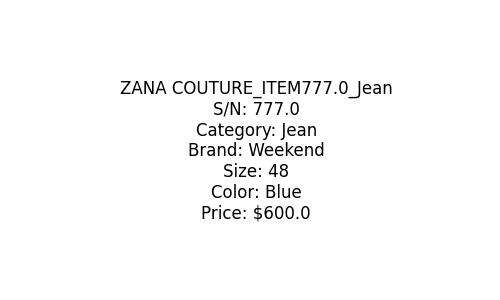 ZANA COUTURE_ITEM777.0_Jean
S/N: 777.0
Category: Jean
Brand: Weekend
Size: 48
Color: Blue
Price: $600.0